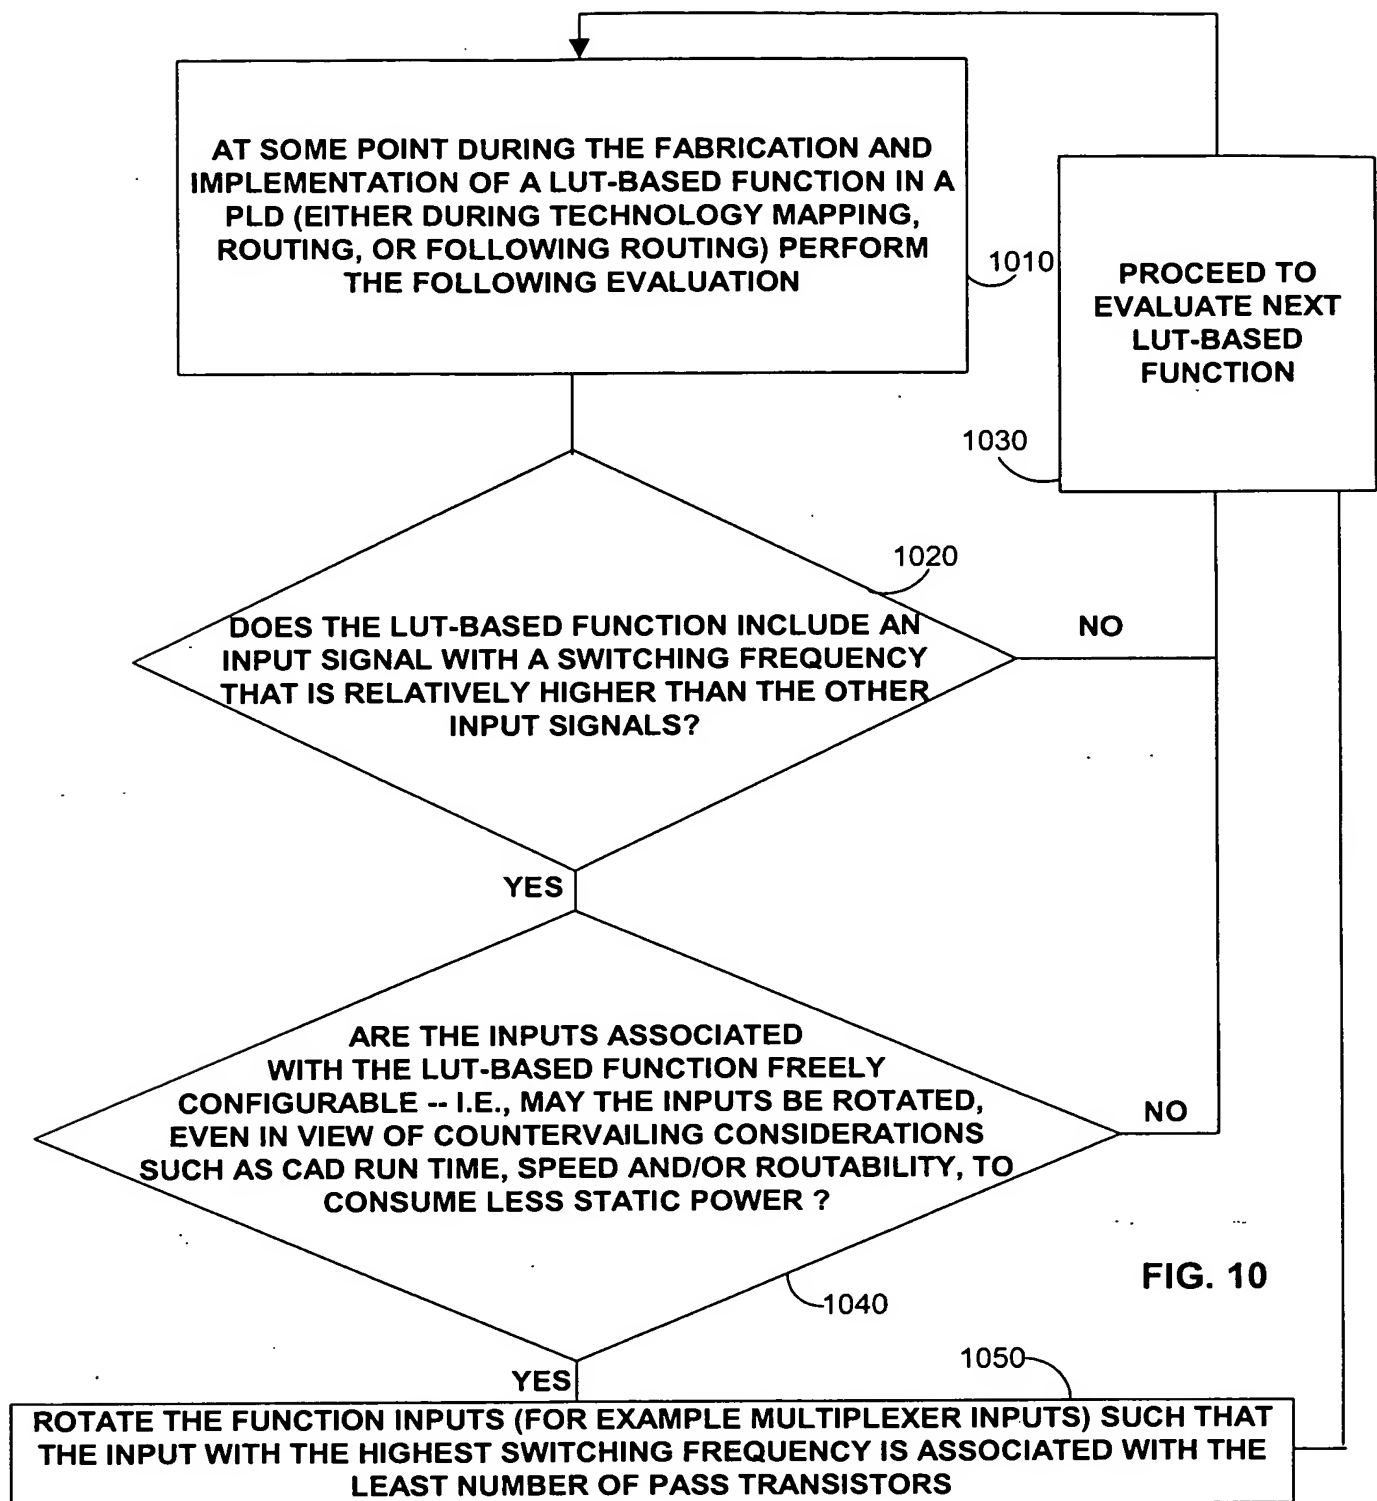 AT SOME POINT DURING THE FABRICATION AND
IMPLEMENTATION OF A LUT-BASED FUNCTION IN A
PLD (EITHER DURING TECHNOLOGY MAPPING,
ROUTING, OR FOLLOWING ROUTING) PERFORM
THE FOLLOWING EVALUATION
1010
PROCEED TO
EVALUATE NEXT
LUT-BASED
FUNCTION
1030
1020
DOES THE LUT-BASED FUNCTION INCLUDE AN
INPUT SIGNAL WITH A SWITCHING FREQUENCY
THAT IS RELATIVELY HIGHER THAN THE OTHER
INPUT SIGNALS?
NO
YES
ARE THE INPUTS ASSOCIATED
WITH THE LUT-BASED FUNCTION FREELY
CONFIGURABLE -- I.E., MAY THE INPUTS BE ROTATED,
EVEN IN VIEW OF COUNTERVAILING CONSIDERATIONS
SUCH AS CAD RUN TIME, SPEED AND/OR ROUTABILITY, TO
CONSUME LESS STATIC POWER ?
NO
FIG. 10
1040
YES
1050
ROTATE THE FUNCTION INPUTS (FOR EXAMPLE MULTIPLEXER INPUTS) SUCH THAT
THE INPUT WITH THE HIGHEST SWITCHING FREQUENCY IS ASSOCIATED WITH THE
LEAST NUMBER OF PASS TRANSISTORS